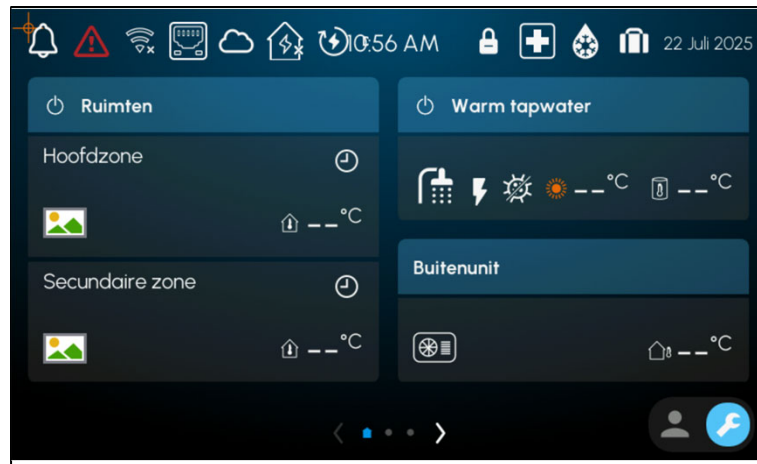 10:56 AM 22 Juli 2025
Ruimten
Warm tapwater
Hoofdzone
--°C --°C
--°C
Buitenunit
Secundaire zone
--°C
--°C